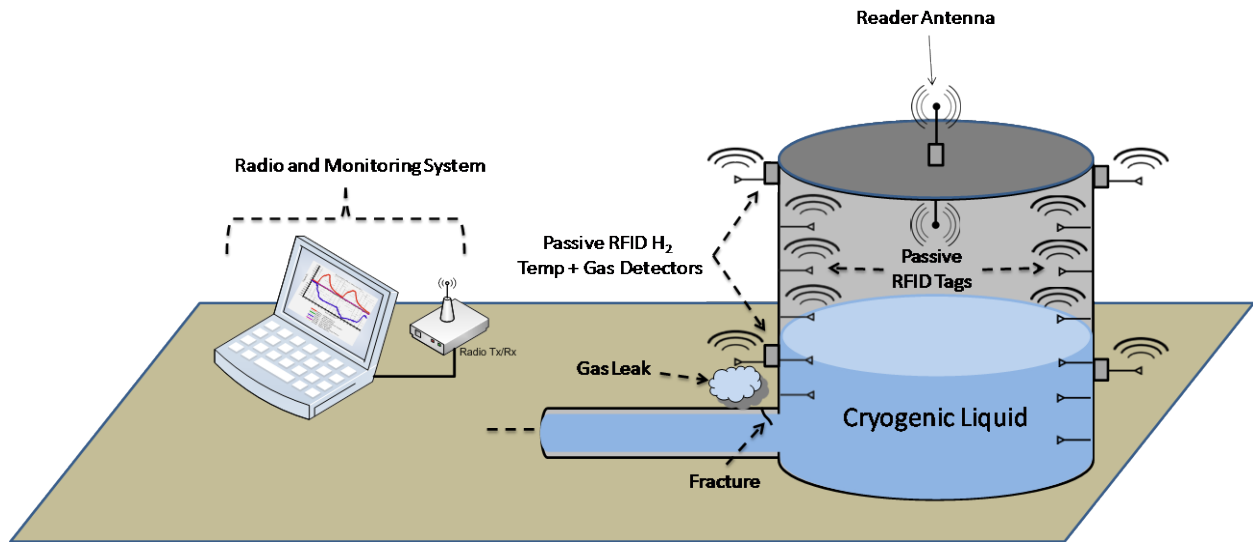 Reader Antenna
Radio and Monitoring System
Passive RFID H₂
Temp + Gas Detectors
Passive
RFID Tags
Radio Tx/Rx
Gas Leak
Cryogenic Liquid
Fracture